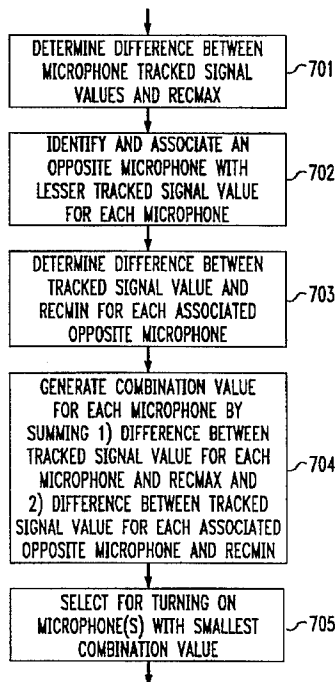 DETERMINE DIFFERENCE BETWEEN
MICROPHONE TRACKED SIGNAL
VALUES AND RECMAX
701
IDENTIFY AND ASSOCIATE AN
OPPOSITE MICROPHONE WITH
LESSER TRACKED SIGNAL VALUE
FOR EACH MICROPHONE
702
DETERMINE DIFFERENCE BETWEEN
TRACKED SIGNAL VALUE AND
RECMIN FOR EACH ASSOCIATED
OPPOSITE MICROPHONE
703
GENERATE COMBINATION VALUE
FOR EACH MICROPHONE BY
SUMMING 1) DIFFERENCE BETWEEN
TRACKED SIGNAL VALUE FOR EACH
MICROPHONE AND RECMAX AND
2) DIFFERENCE BETWEEN TRACKED
SIGNAL VALUE FOR EACH ASSOCIATED
OPPOSITE MICROPHONE AND RECMIN
704
SELECT FOR TURNING ON
MICROPHONE(S) WITH SMALLEST
COMBINATION VALUE
705